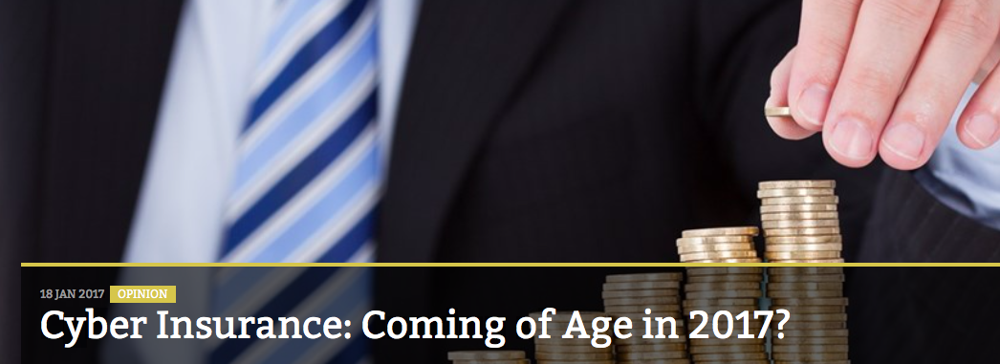 18 JAN 2017 OPINION
Cyber Insurance: Coming of Age in 2017?